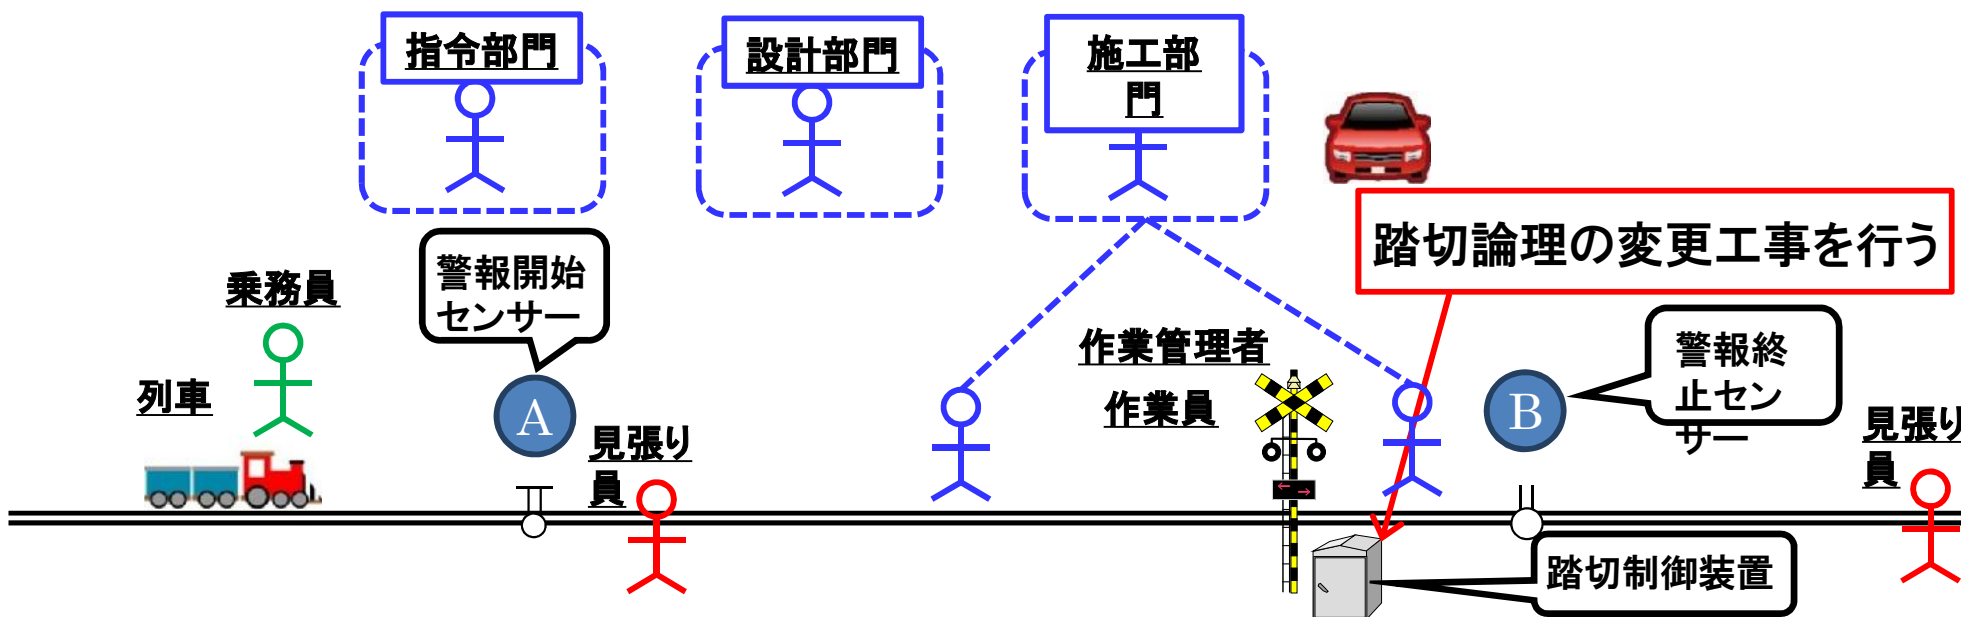 指令部門
設計部門
施工部
門
踏切論理の変更工事を行う
警報開始
センサー
乗務員
列車
A
見張り
員
作業管理者
作業員
B
警報終
止セン
サー
見張り
員
踏切制御装置